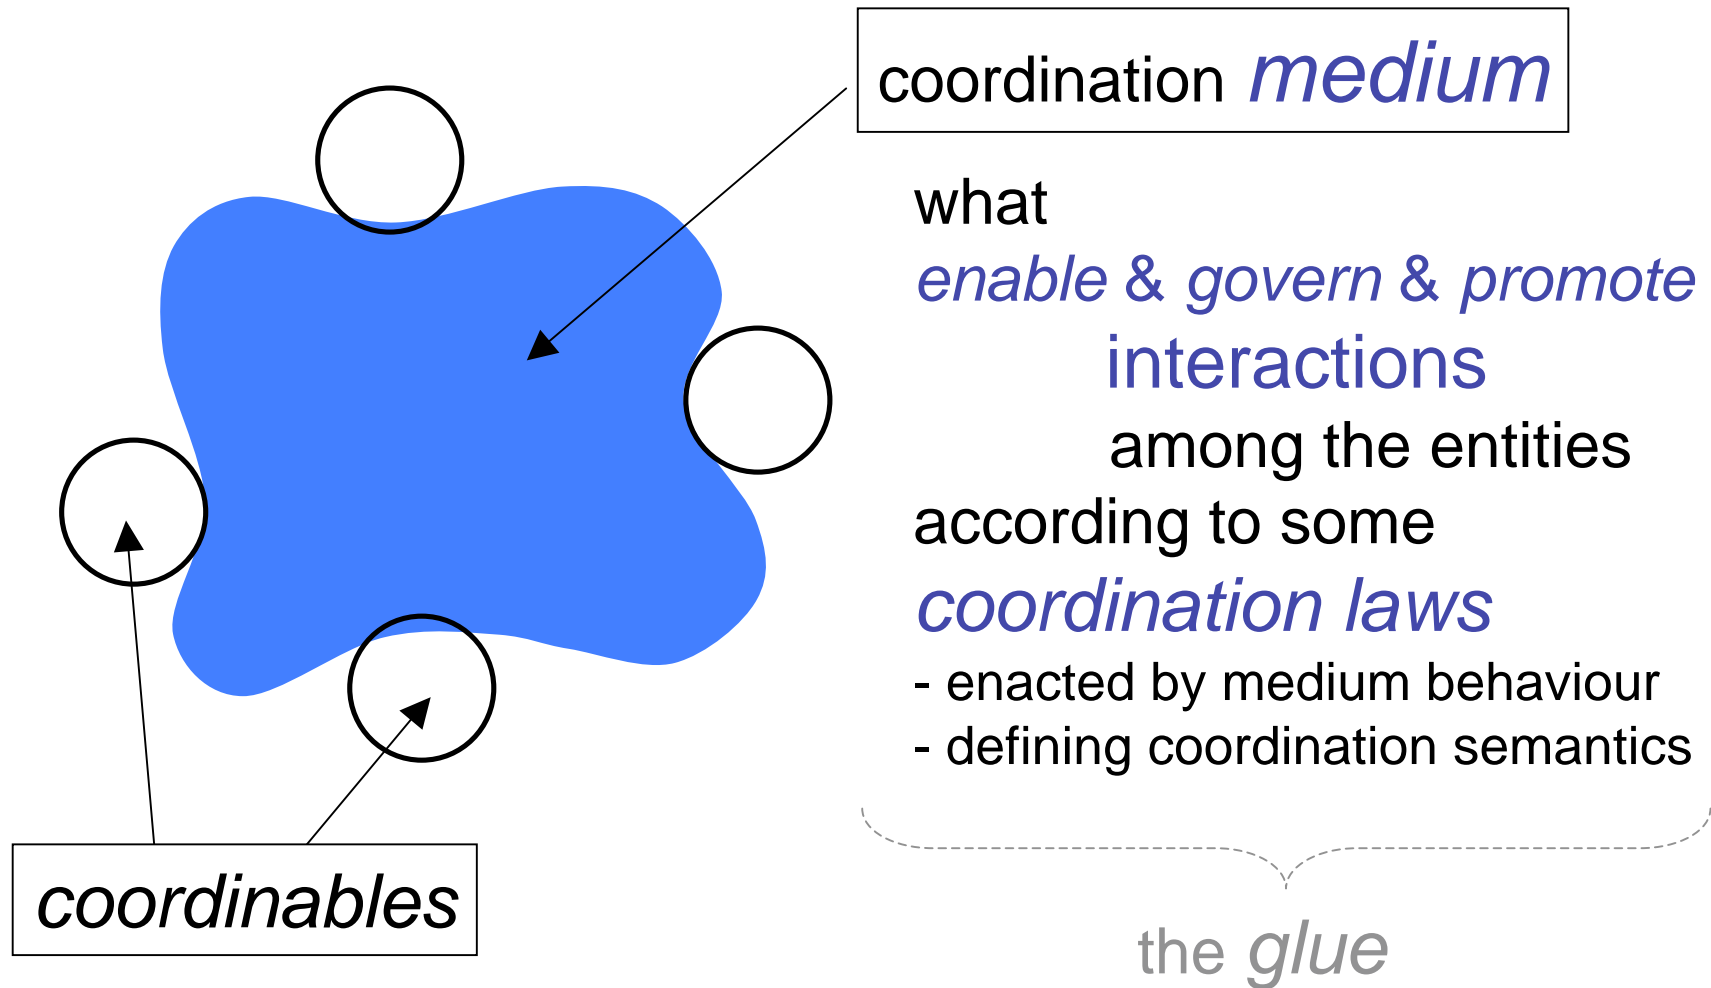 coordination medium
what
enable & govern & promote
interactions
among the entities
according to some
coordination laws
- enacted by medium behaviour
- defining coordination semantics
coordinables
the glue